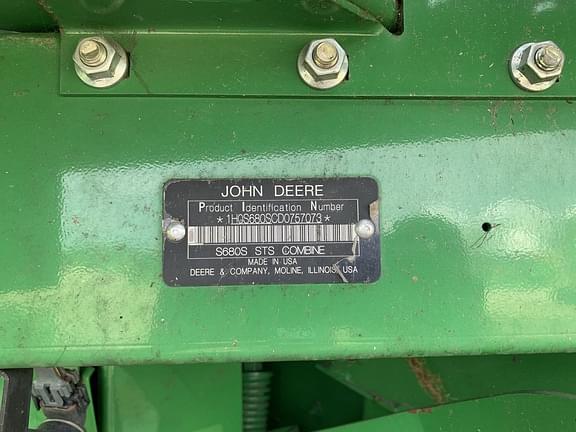 JOHN DEERE
Product Identification Number
*1H0S680SCD0757073*
S680S STS COMBINE
MADE IN USA
DEERE & COMPANY, MOLINE, ILLINOIS, USA